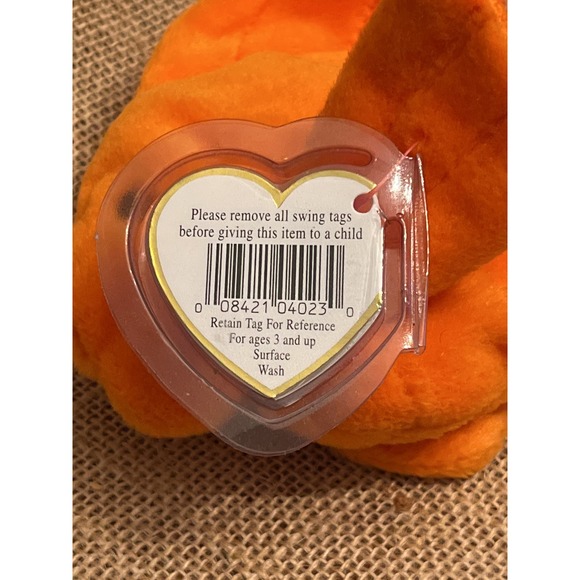 Please remove all swing tags
before giving this item to a child
0 08421 04023 0
Retain Tag For Reference
For ages 3 and up
Surface
Wash